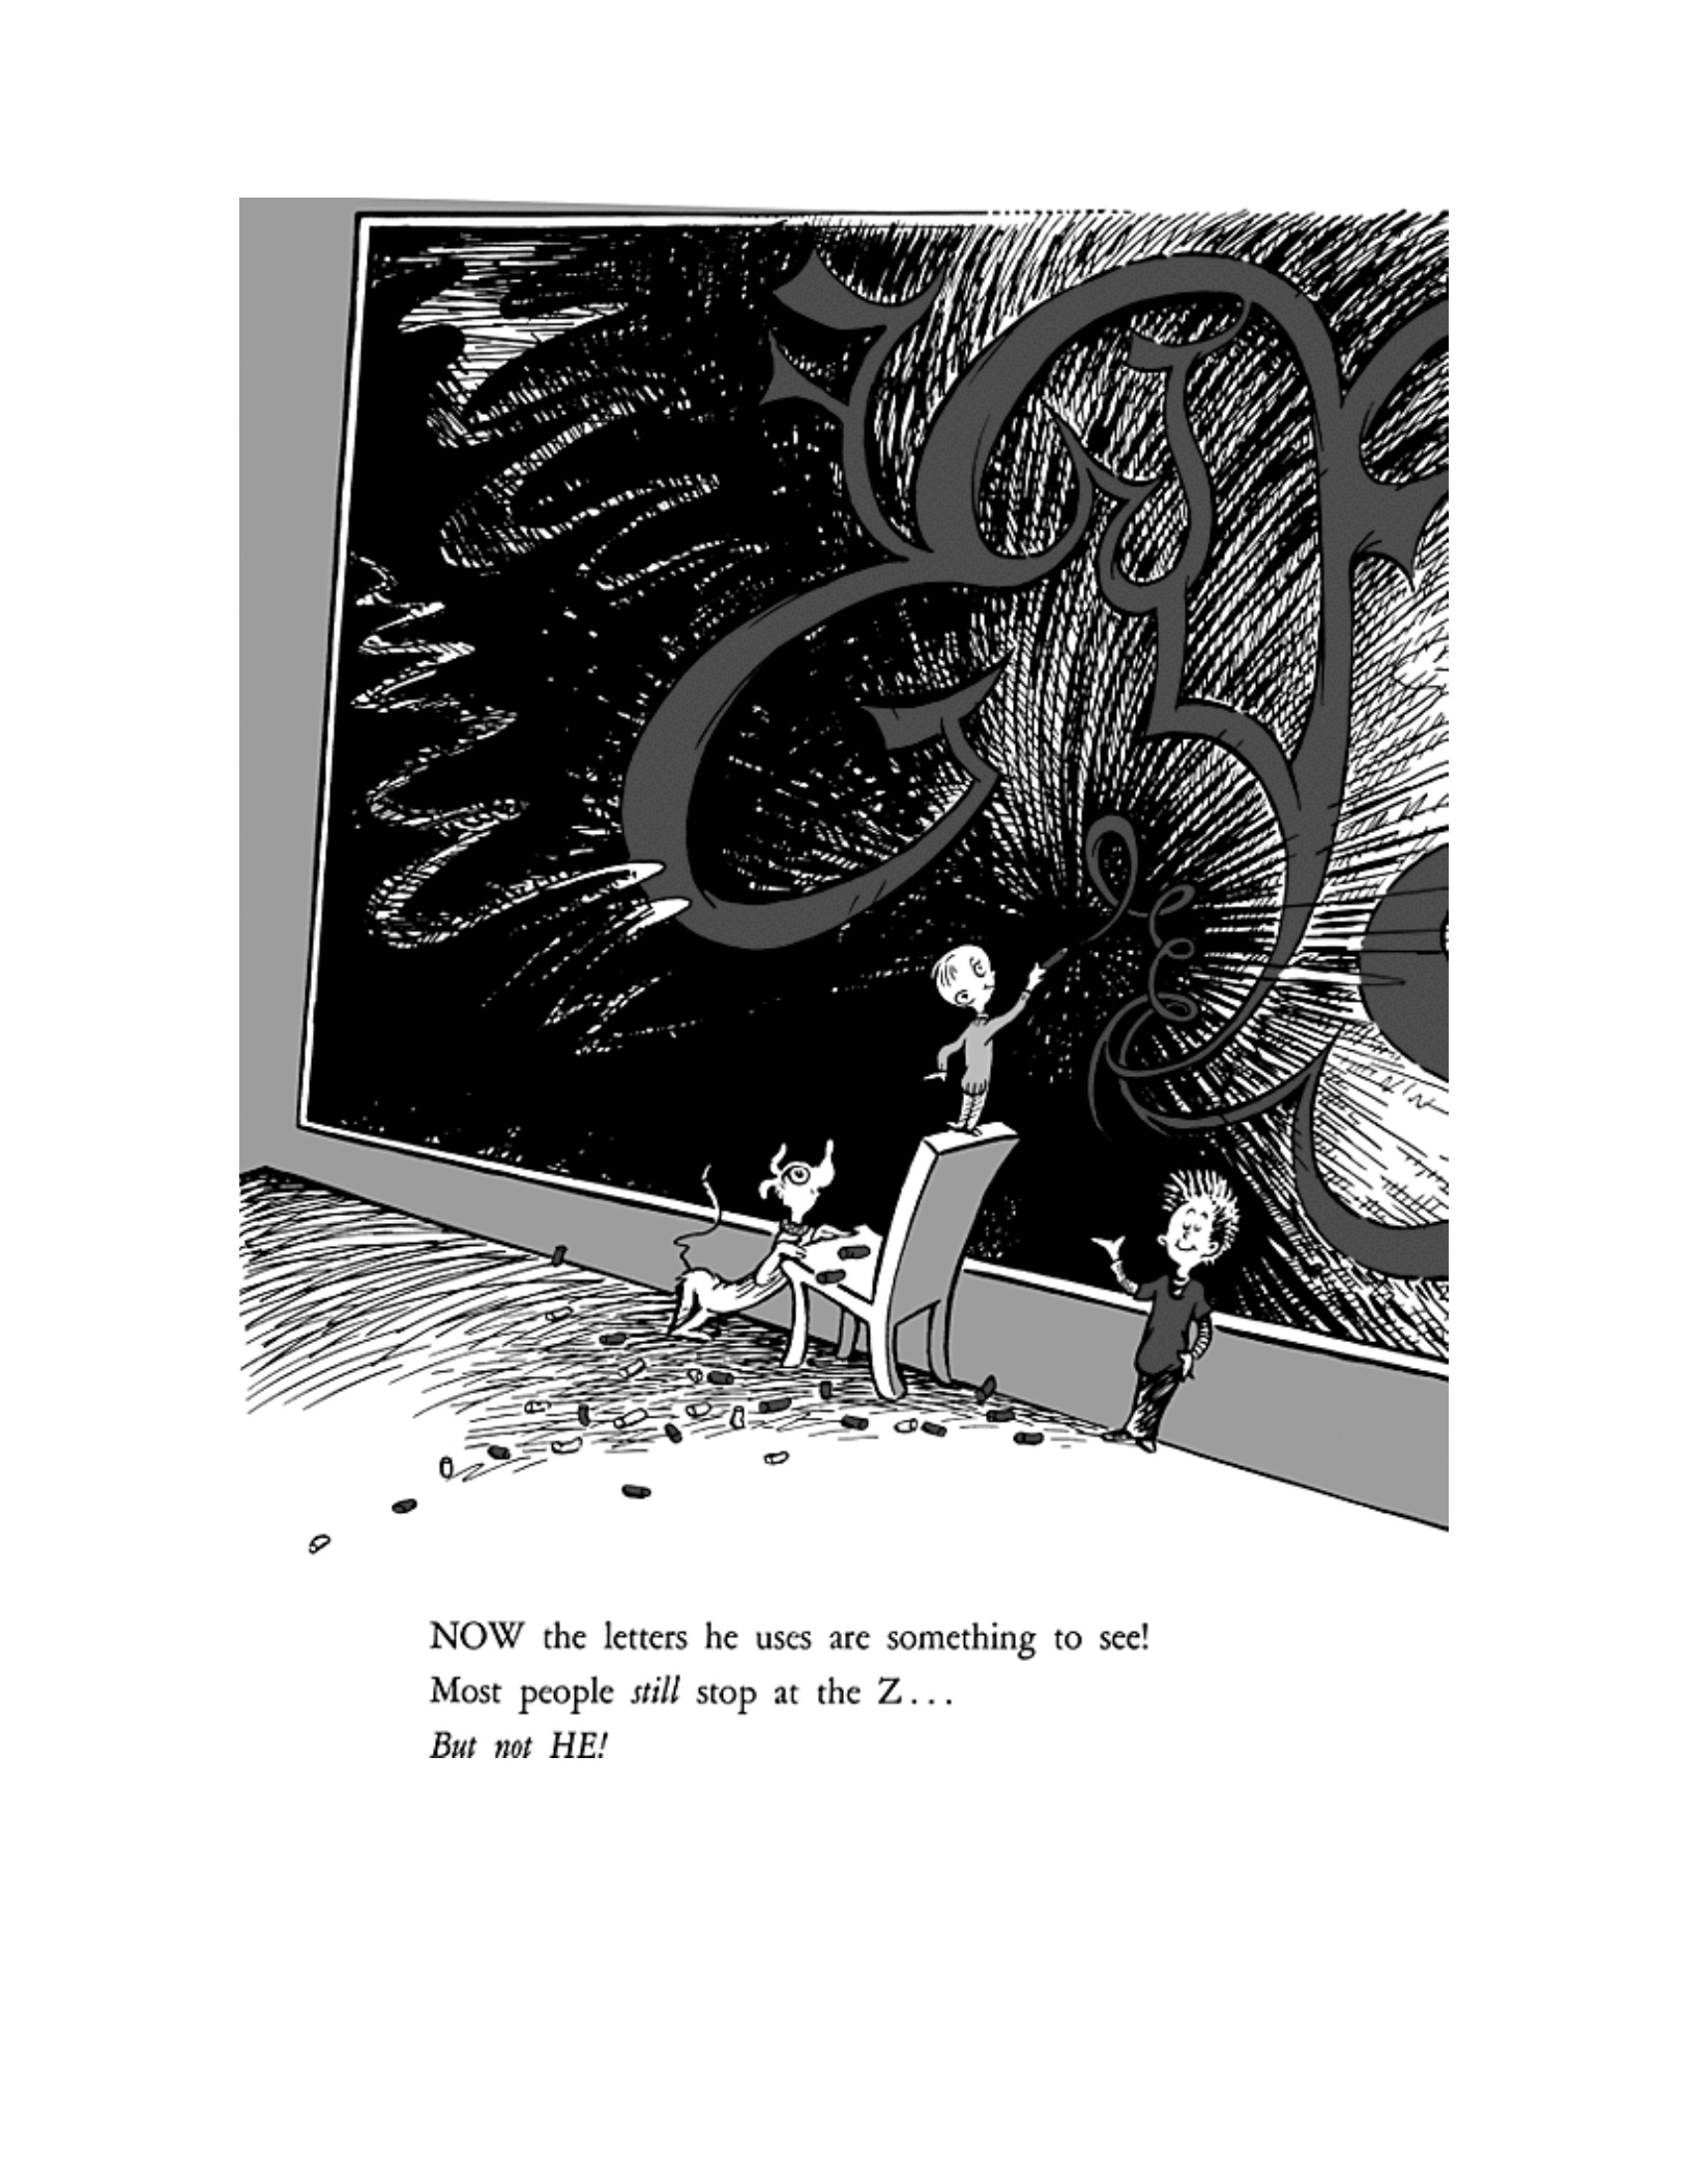 NOW the letters he uses are something to see!
Most people still stop at the Z...
But not HE!